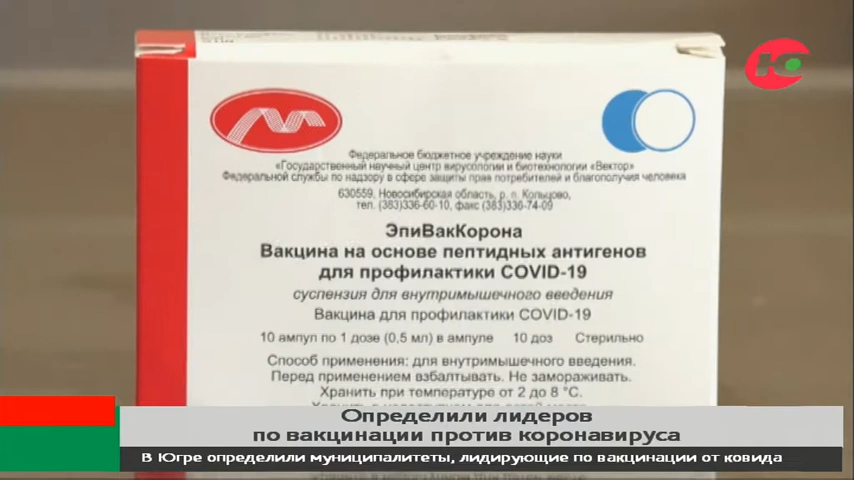 Федеральное бюджетное учреждение науки
«Государственный научный центр вирусологии и биотехнологии «Вектор»
Федеральной службы по надзору в сфере защиты прав потребителей и благополучия человека
630559, Новосибирская область, р. п. Кольцово,
тел. (383)336-60-10, факс (383)336-74-09
ЭпиВакКорона
Вакцина на основе пептидных антигенов
для профилактики COVID-19
суспензия для внутримышечного введения
Вакцина для профилактики COVID-19
10 ампул по 1 дозе (0,5 мл) в ампуле 10 доз Стерильно
Способ применения: для внутримышечного введения.
Перед применением взбалтывать. Не замораживать.
Хранить при температуре от 2 до 8 °С.
Определили лидеров
по вакцинации против коронавируса
В Югре определили муниципалитеты, лидирующие по вакцинации от ковида